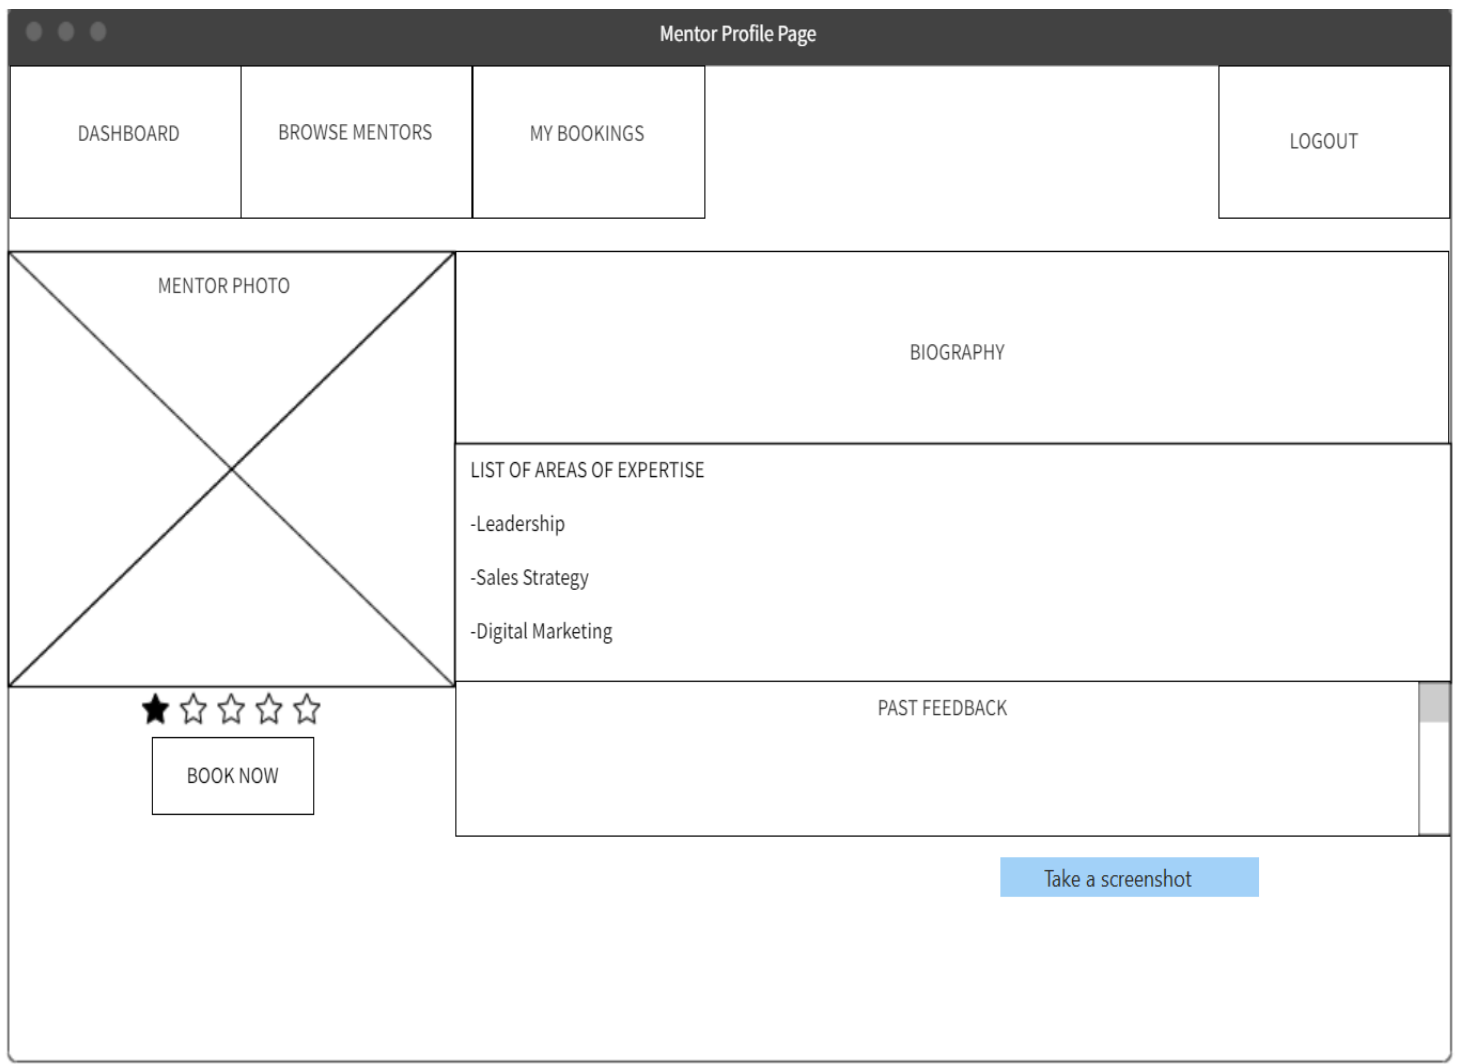 Mentor Profile Page
DASHBOARD
BROWSE MENTORS
MY BOOKINGS
LOGOUT
MENTOR PHOTO
BIOGRAPHY
LIST OF AREAS OF EXPERTISE
-Leadership
-Sales Strategy
-Digital Marketing
PAST FEEDBACK
BOOK NOW
Take a screenshot